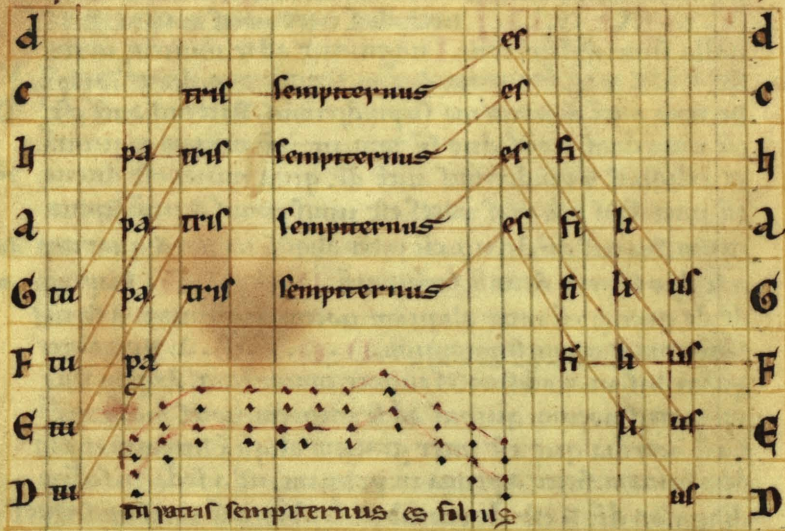 d es d
c tris sempiternus es c
h pa tris sempiternus es fi h
a pa tris sempiternus es fi li a
G tu pa tris sempiternus fi li us G
F tu pa fi li us F
E tu li us E
D tu us D
tu patris sempiternus es filius